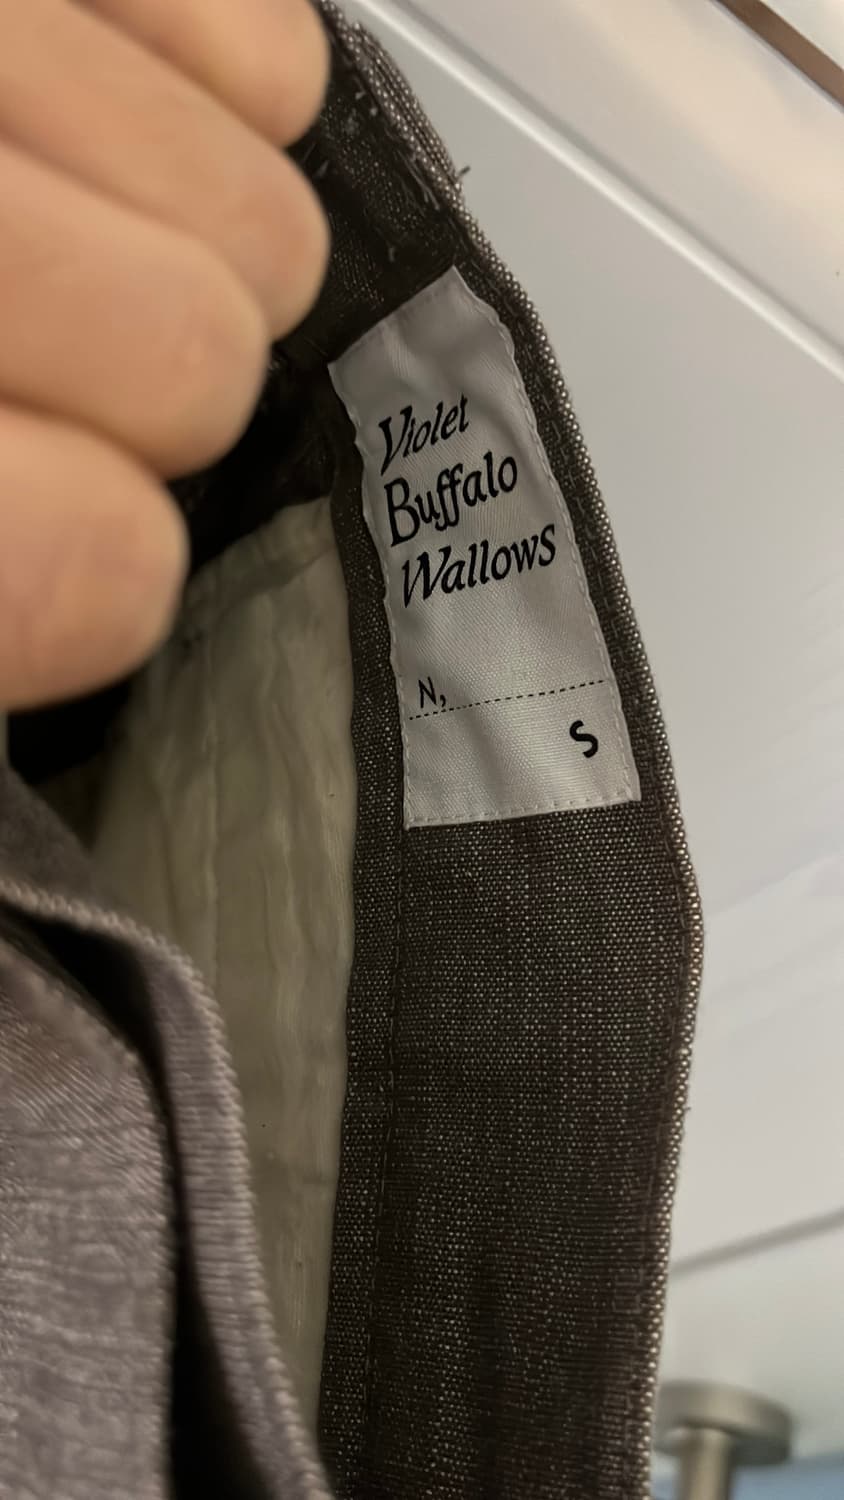 Violet
Buffalo
Wallows
N,
S